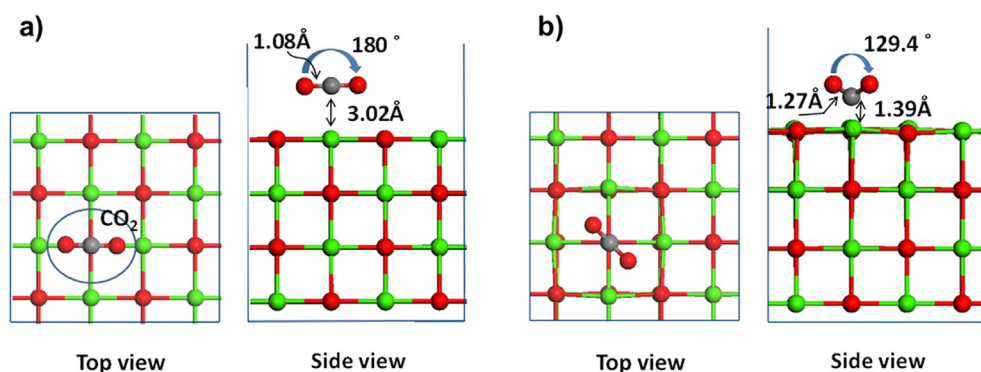 a)
1.08Å
180 °
3.02Å
CO2
Top view
Side view
b)
129.4 °
1.27Å
1.39Å
Top view
Side view